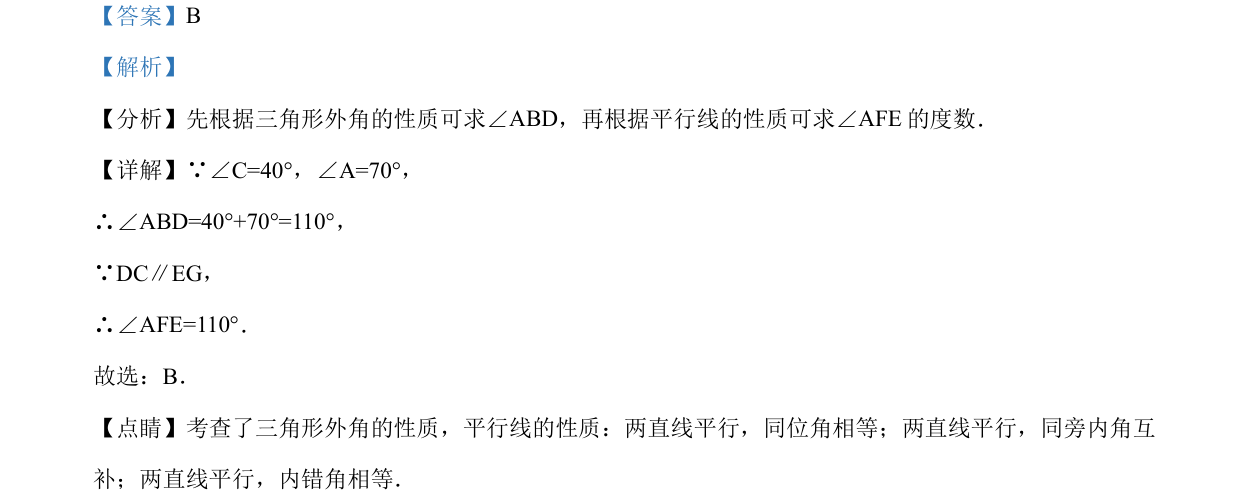 【答案】B
【解析】
【分析】先根据三角形外角的性质可求∠ABD，再根据平行线的性质可求∠AFE 的度数．
【详解】∵∠C=40°，∠A=70°，
∴∠ABD=40°+70°=110°，
∵DC∥EG，
∴∠AFE=110°．
故选：B．
【点睛】考查了三角形外角的性质，平行线的性质：两直线平行，同位角相等；两直线平行，同旁内角互
补；两直线平行，内错角相等．